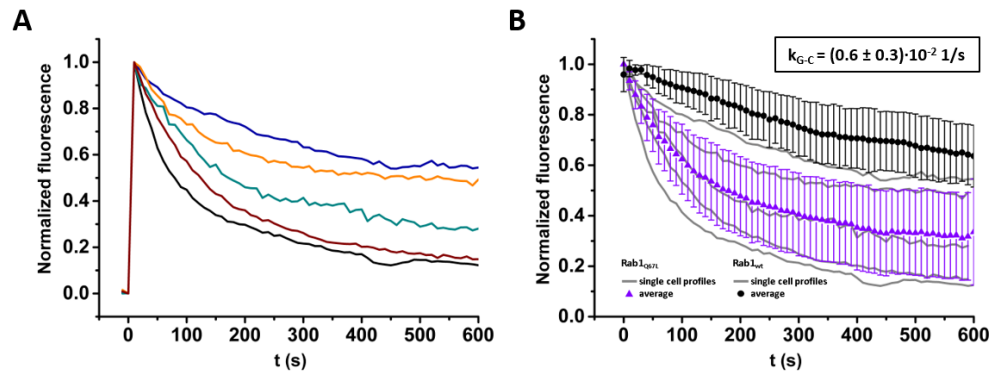 A
Normalized fluorescence
1.0
0.8
0.6
0.4
0.2
0.0
0 100 200 300 400 500 600
t (s)
B
k_G-C = (0.6 ± 0.3)·10⁻² 1/s
Normalized fluorescence
1.0
0.8
0.6
0.4
0.2
0.0
Rab1Q67L Rab1wt
single cell profiles single cell profiles
average average
0 100 200 300 400 500 600
t (s)